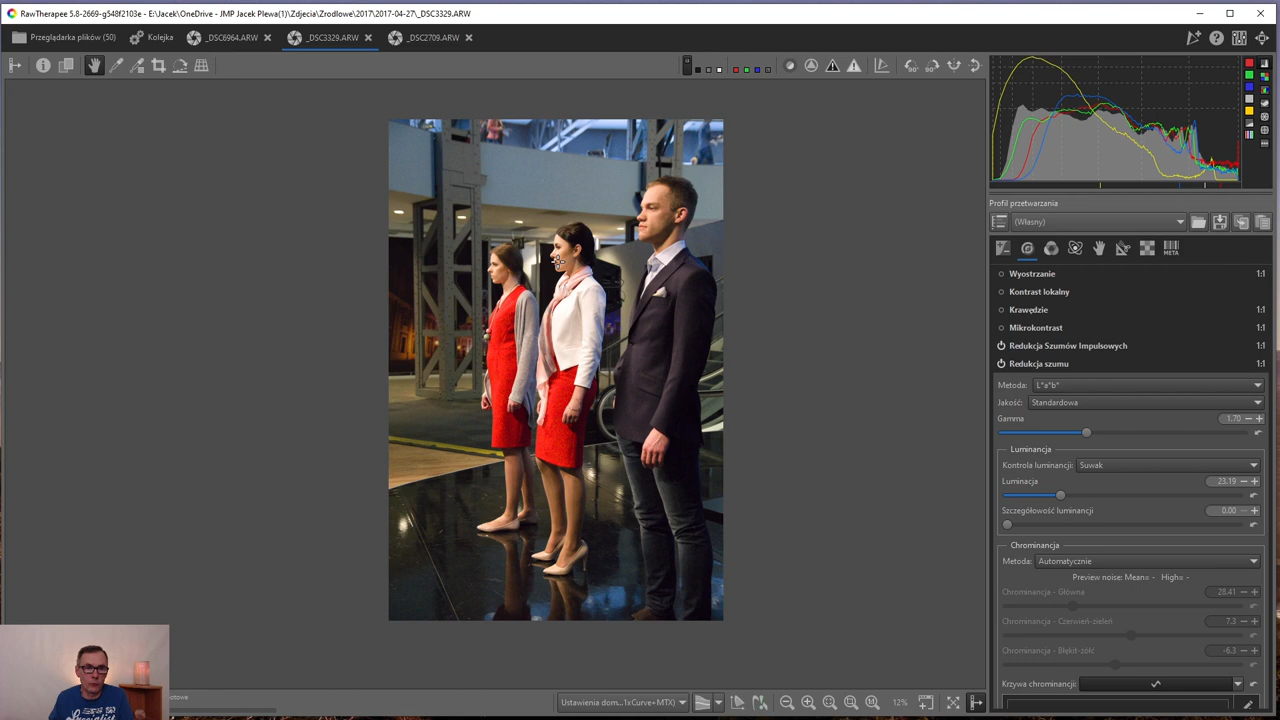 RawTherapee 5.8-2669-g548f2103e - E:\Jacek\OneDrive - JMP Jacek Plewa(1)\Zdjecia\Zrodlowe\2017\2017-04-27\_DSC3329.ARW
Przeglądarka plików (50) Kolejka _DSC6964.ARW _DSC3329.ARW _DSC2709.ARW
Profil przetwarzania
(Własny)
META
Wyostrzanie 1:1
Kontrast lokalny
Krawędzie 1:1
Mikrokontrast 1:1
Redukcja Szumów Impulsowych 1:1
Redukcja szumu 1:1
Metoda: L*a*b*
Jakość: Standardowa
Gamma 1.70
Luminancja
Kontrola luminancji: Suwak
Luminacja 23.19
Szczegółowość luminancji 0.00
Chrominancja
Metoda: Automatycznie
Preview noise: Mean= - High= -
Chrominancja - Główna 28.41
Chrominancja - Czerwień-zieleń 7.3
Chrominancja - Błękit-żółć -6.3
Krzywa chrominancji:
otowe
Ustawienia dom...1xCurve+MTX) 12%